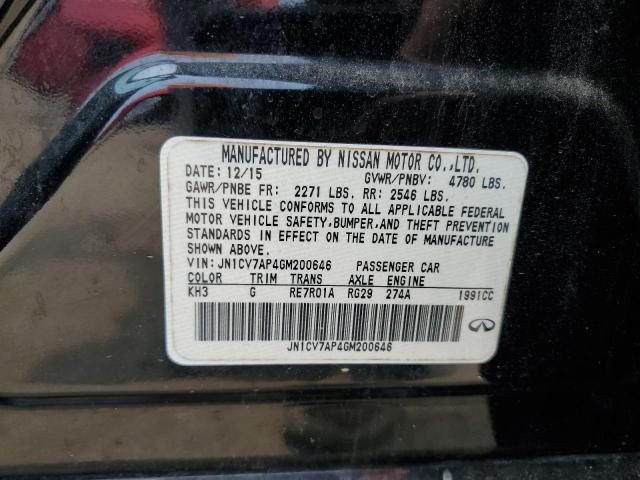 MANUFACTURED BY NISSAN MOTOR CO.,LTD.
DATE: 12/15 GVWR/PNBV: 4780 LBS.
GAWR/PNBE FR: 2271 LBS. RR: 2546 LBS.
THIS VEHICLE CONFORMS TO ALL APPLICABLE FEDERAL
MOTOR VEHICLE SAFETY,BUMPER,AND THEFT PREVENTION
STANDARDS IN EFFECT ON THE DATE OF MANUFACTURE
SHOWN ABOVE.
VIN:JN1CV7AP4GM200646 PASSENGER CAR
COLOR TRIM TRANS AXLE ENGINE
KH3 G RE7R01A RG29 274A 1991CC
JN1CV7AP4GM200646